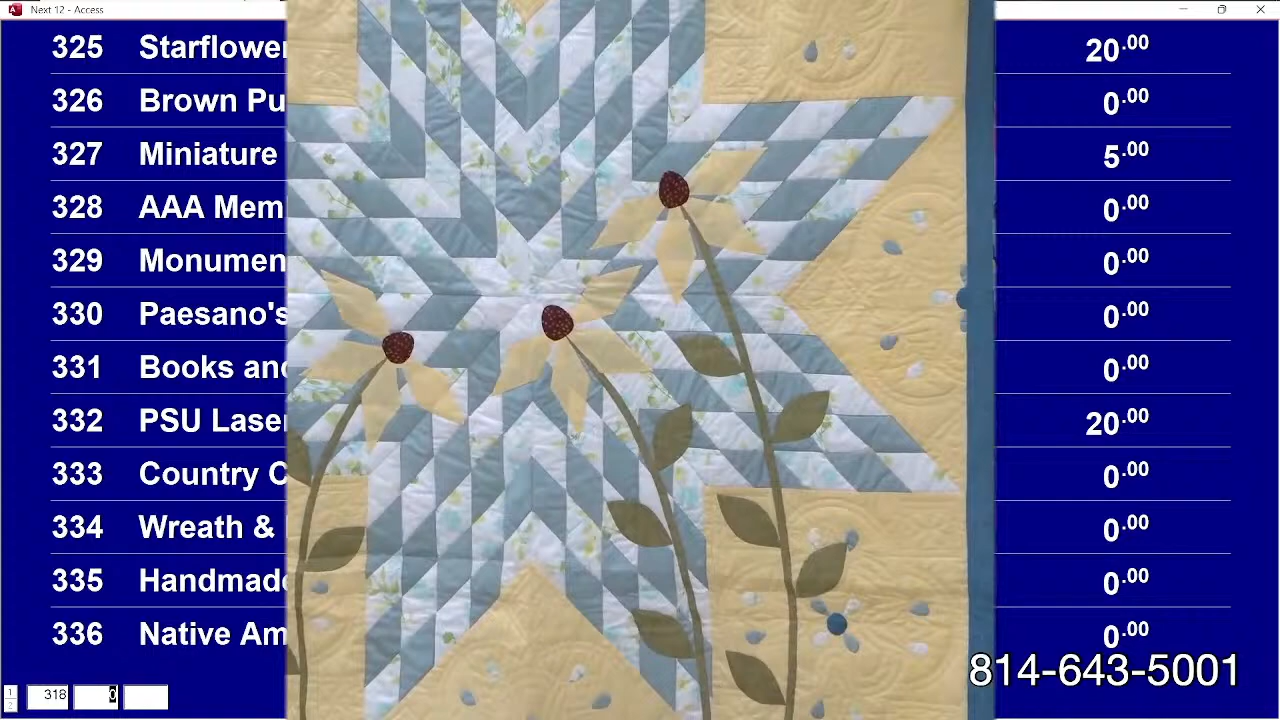 Next 12 - Access
325 Starflower 20.00
326 Brown Pu 0.00
327 Miniature 5.00
328 AAA Mem 0.00
329 Monumen 0.00
330 Paesano's 0.00
331 Books and 0.00
332 PSU Laser 20.00
333 Country C 0.00
334 Wreath & 0.00
335 Handmade 0.00
336 Native Am 0.00
814-643-5001
1 318 0
2